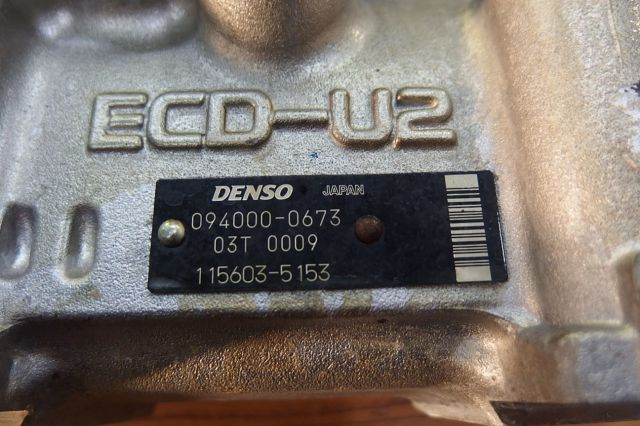 ECD-U2
DENSO JAPAN
094000-0673
03T 0009
115603-5153